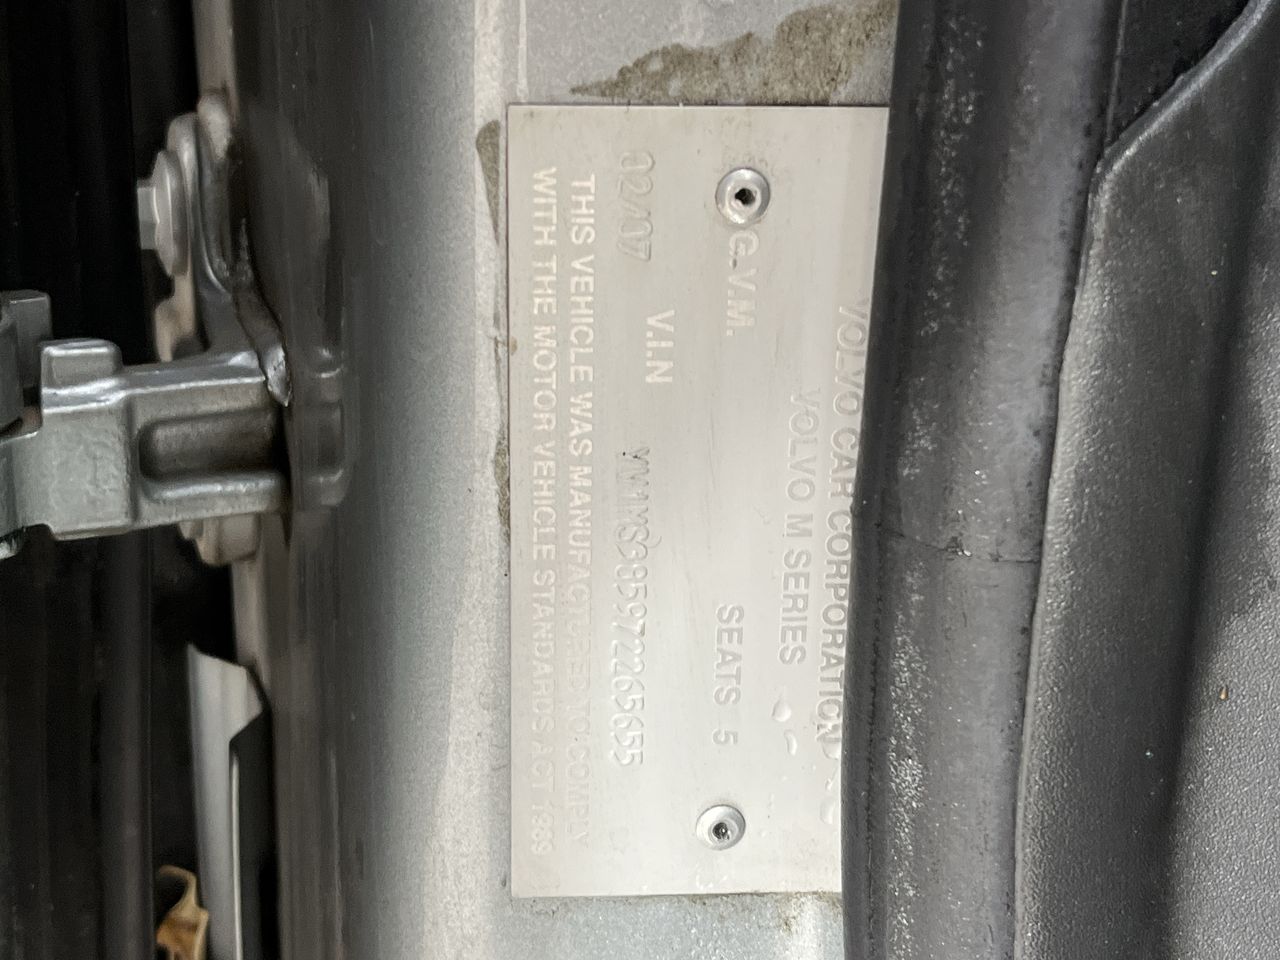 VOLVO CAR CORPORATION
VOLVO M SERIES
G.V.M. SEATS 5
02/07 V.I.N YV1MS385972265655
THIS VEHICLE WAS MANUFACTURED TO COMPLY
WITH THE MOTOR VEHICLE STANDARDS ACT 1989